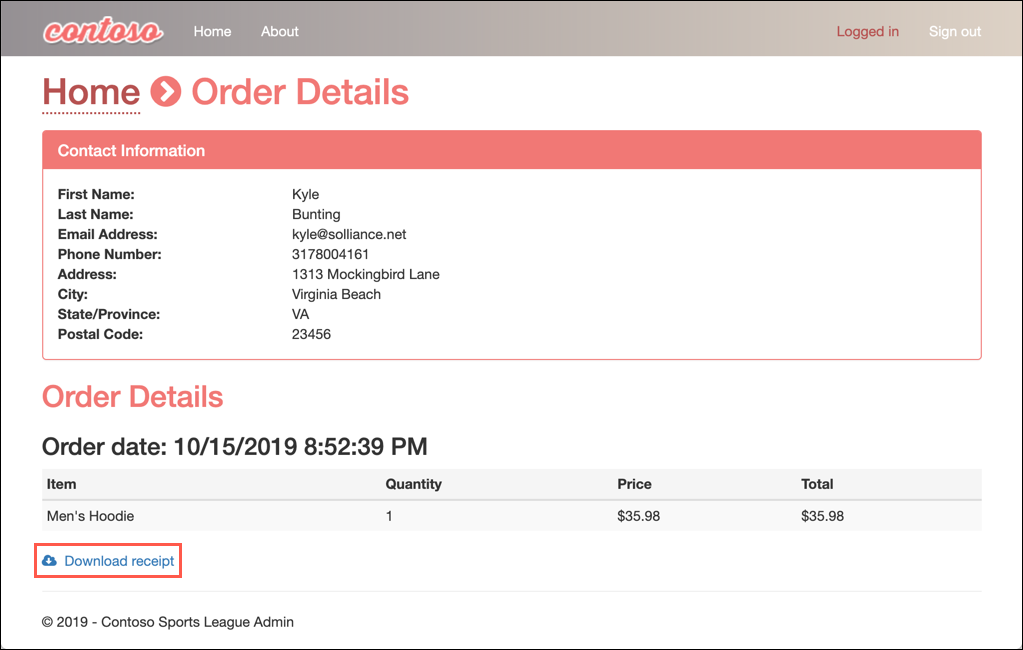 contoso Home About Logged in Sign out
Home Order Details
Contact Information
First Name: Kyle
Last Name: Bunting
Email Address: kyle@solliance.net
Phone Number: 3178004161
Address: 1313 Mockingbird Lane
City: Virginia Beach
State/Province: VA
Postal Code: 23456
Order Details
Order date: 10/15/2019 8:52:39 PM
Item Quantity Price Total
Men's Hoodie 1 $35.98 $35.98
Download receipt
© 2019 - Contoso Sports League Admin